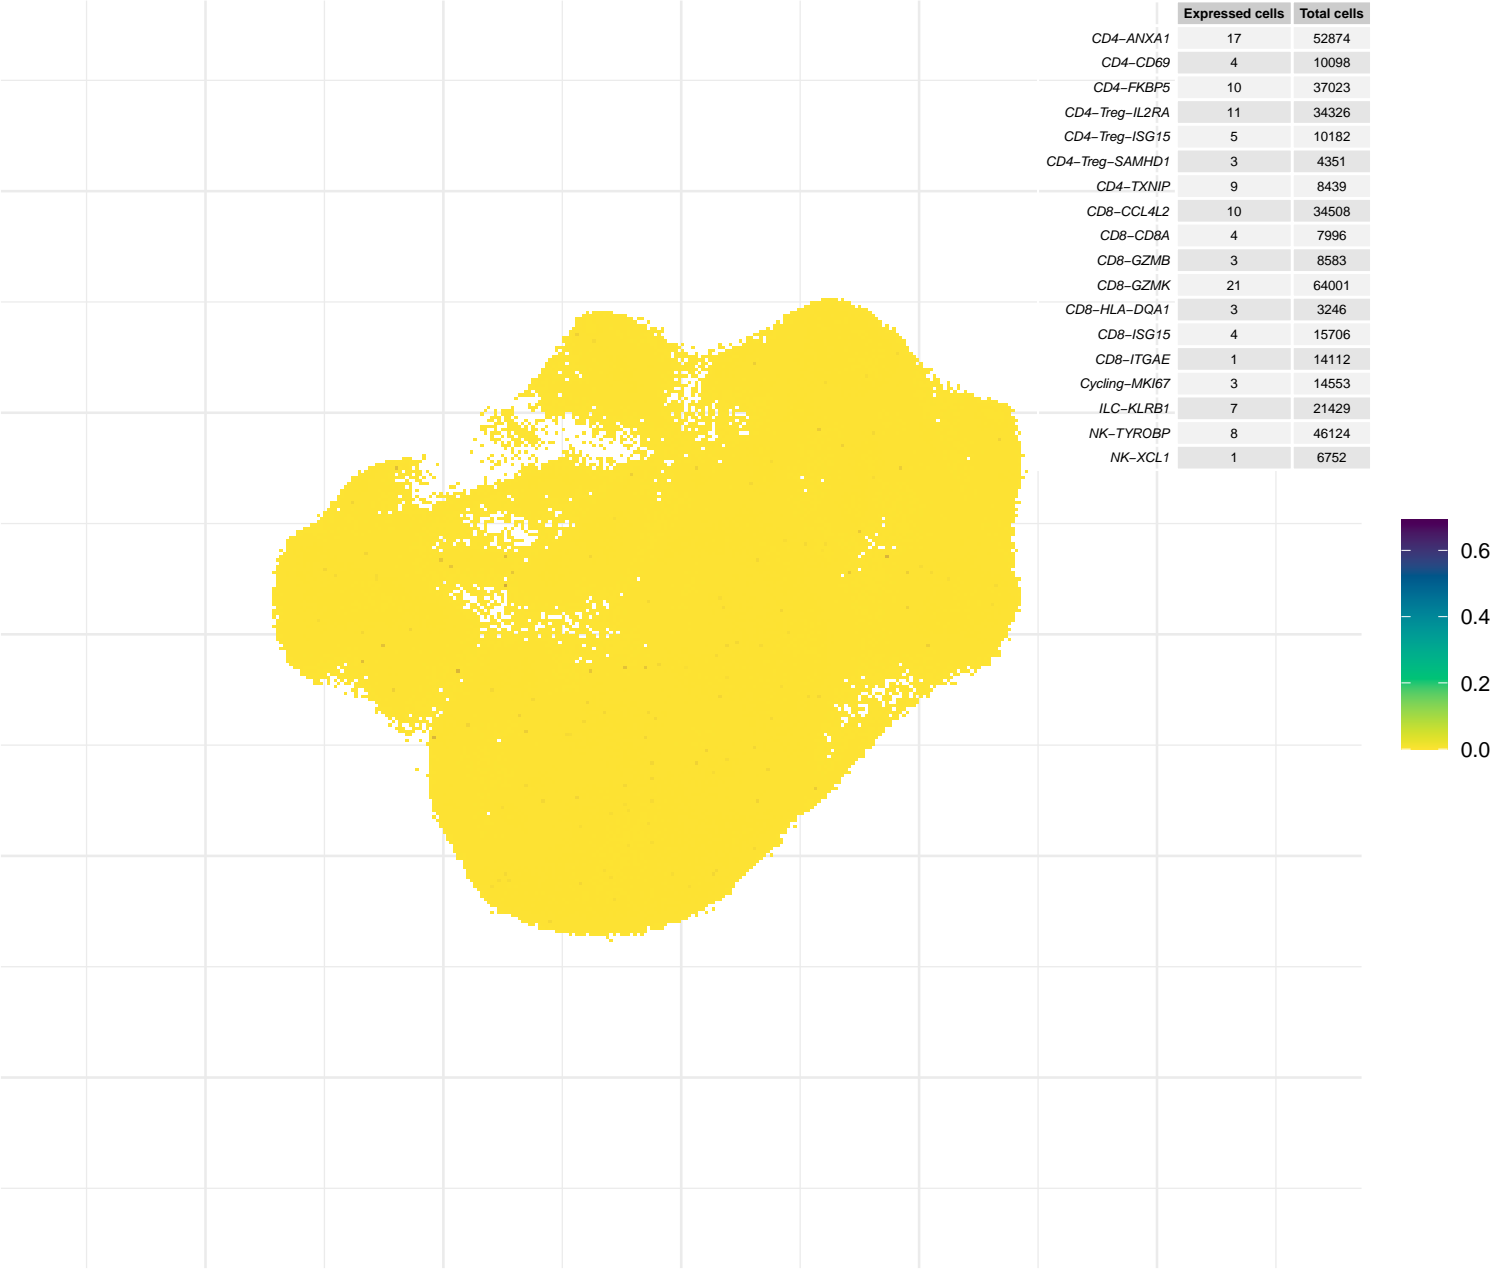 Expressed cells Total cells
CD4−ANXA1 17 52874
CD4−CD69 4 10098
CD4−FKBP5 10 37023
CD4−Treg−IL2RA 11 34326
CD4−Treg−ISG15 5 10182
CD4−Treg−SAMHD1 3 4351
CD4−TXNIP 9 8439
CD8−CCL4L2 10 34508
CD8−CD8A 4 7996
CD8−GZMB 3 8583
CD8−GZMK 21 64001
CD8−HLA−DQA1 3 3246
CD8−ISG15 4 15706
CD8−ITGAE 1 14112
Cycling−MKI67 3 14553
ILC−KLRB1 7 21429
NK−TYROBP 8 46124
NK−XCL1 1 6752
0.6
0.4
0.2
0.0